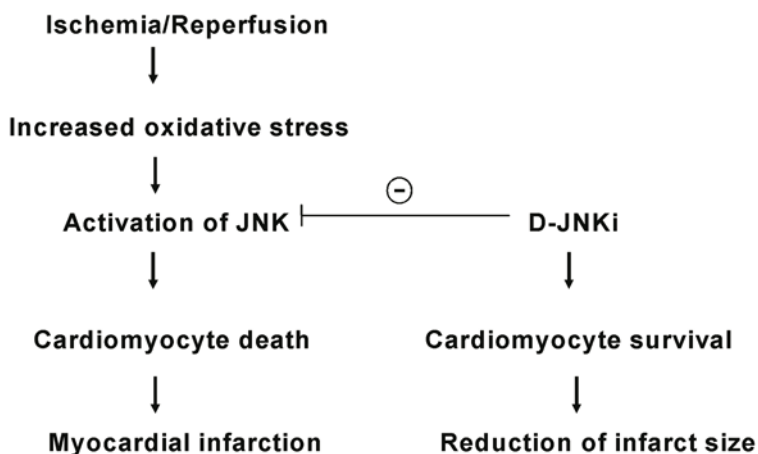 Ischemia/Reperfusion
Increased oxidative stress
Activation of JNK
D-JNKi
Cardiomyocyte death
Cardiomyocyte survival
Myocardial infarction
Reduction of infarct size